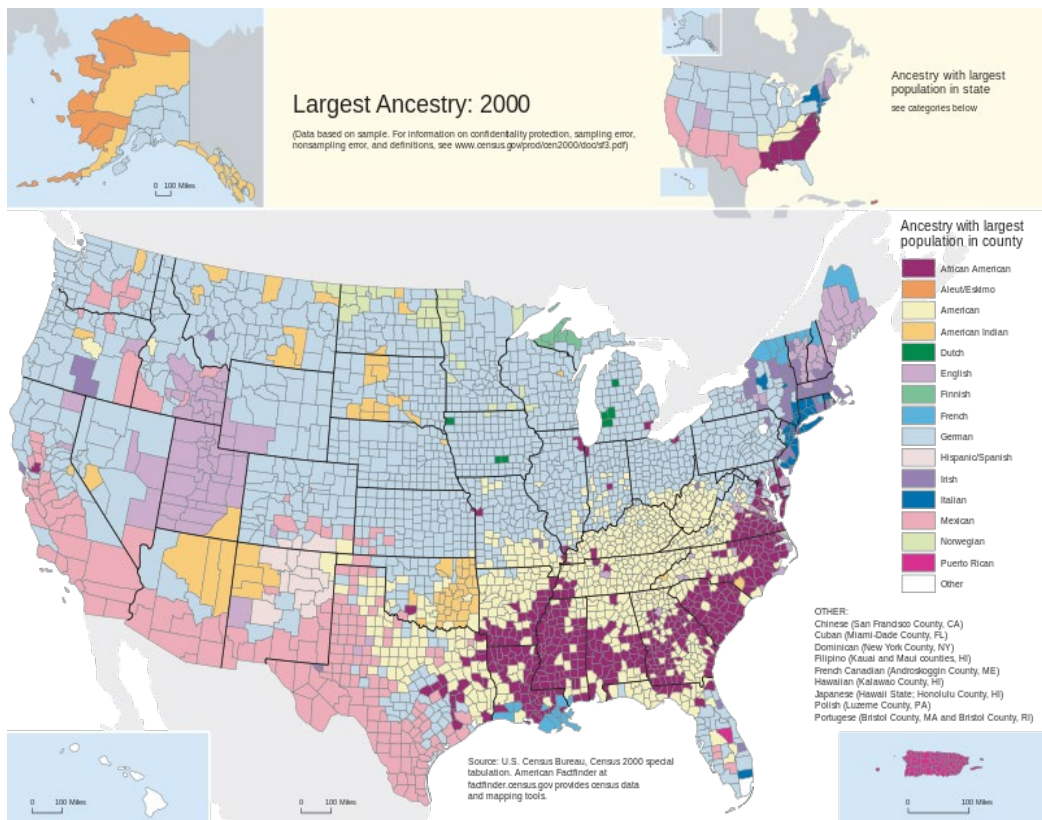 Largest Ancestry: 2000
(Data based on sample. For information on confidentiality protection, sampling error,
nonsampling error, and definitions, see www.census.gov/prod/cen2000/doc/sf3.pdf)
Ancestry with largest
population in state
see categories below
0 100 Miles
Ancestry with largest
population in county
African American
Aleut/Eskimo
American
American Indian
Dutch
English
Finnish
French
German
Hispanic/Spanish
Irish
Italian
Mexican
Norwegian
Puerto Rican
Other
OTHER:
Chinese (San Francisco County, CA)
Cuban (Miami-Dade County, FL)
Dominican (New York County, NY)
Filipino (Kauai and Maui counties, HI)
French Canadian (Androskoggin County, ME)
Hawaiian (Kalawao County, HI)
Japanese (Hawaii State; Honolulu County, HI)
Polish (Luzerne County, PA)
Portugese (Bristol County, MA and Bristol County, RI)
Source: U.S. Census Bureau, Census 2000 special
tabulation. American Factfinder at
factfinder.census.gov provides census data
and mapping tools.
0 100 Miles
0 100 Miles
0 100 Miles